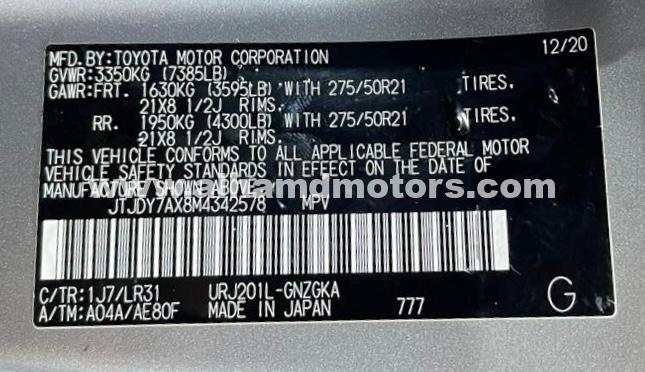 MFD.BY:TOYOTA MOTOR CORPORATION 12/20
GVWR:3350KG (7385LB)
GAWR:FRT. 1630KG (3595LB) WITH 275/50R21 TIRES,
21X8 1/2J RIMS.
RR. 1950KG (4300LB) WITH 275/50R21 TIRES,
21X8 1/2J RIMS.
THIS VEHICLE CONFORMS TO ALL APPLICABLE FEDERAL MOTOR
VEHICLE SAFETY STANDARDS IN EFFECT ON THE DATE OF
MANUFACTURE SHOWN ABOVE.
JTJDY7AX8M4342578 MPV
C/TR:1J7/LR31 URJ201L-GNZGKA
A/TM:A04A/AE80F MADE IN JAPAN 777 G